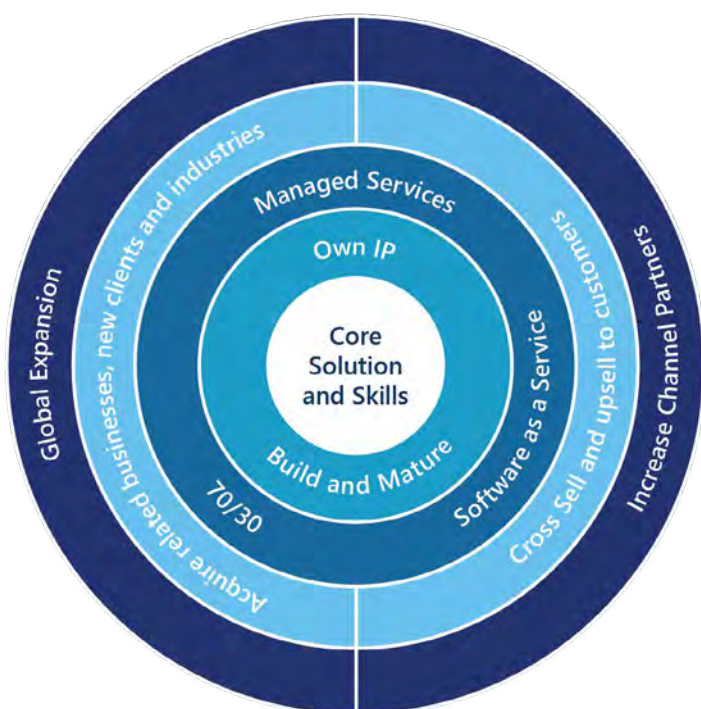 Core
Solution
and Skills
Own IP
Build and Mature
Managed Services
Software as a Service
70/30
Acquire related businesses, new clients and industries
Cross Sell and upsell to customers
Global Expansion
Increase Channel Partners